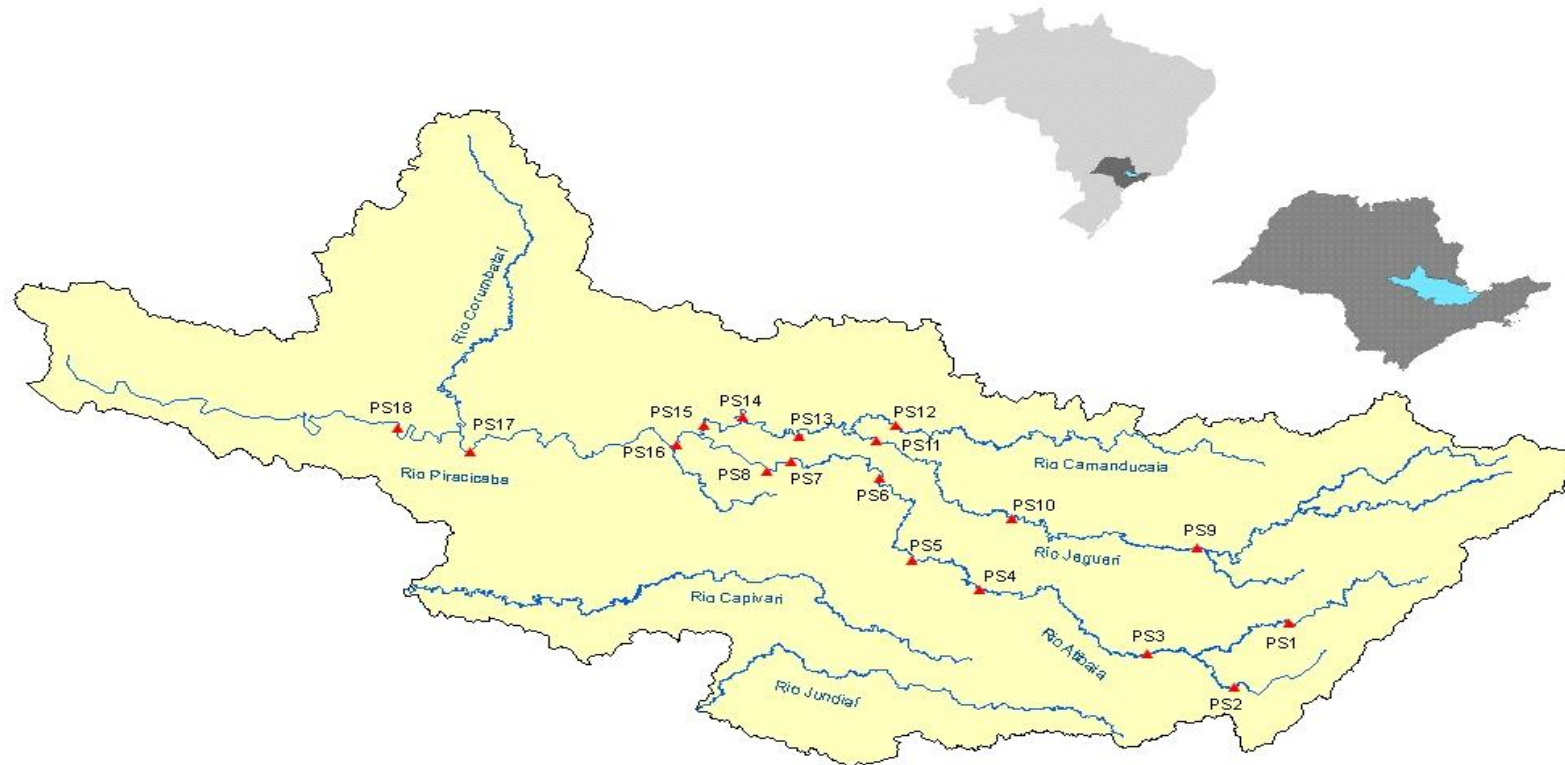 Rio Corumbataí
PS18
PS17
PS15
PS14
PS13
PS12
PS16
PS11
Rio Piracicaba
PS8
PS7
PS6
Rio Camanducaia
PS10
PS9
Rio Jaguari
PS5
PS4
Rio Capivari
PS1
PS3
Rio Atibaia
PS2
Rio Jundiaí